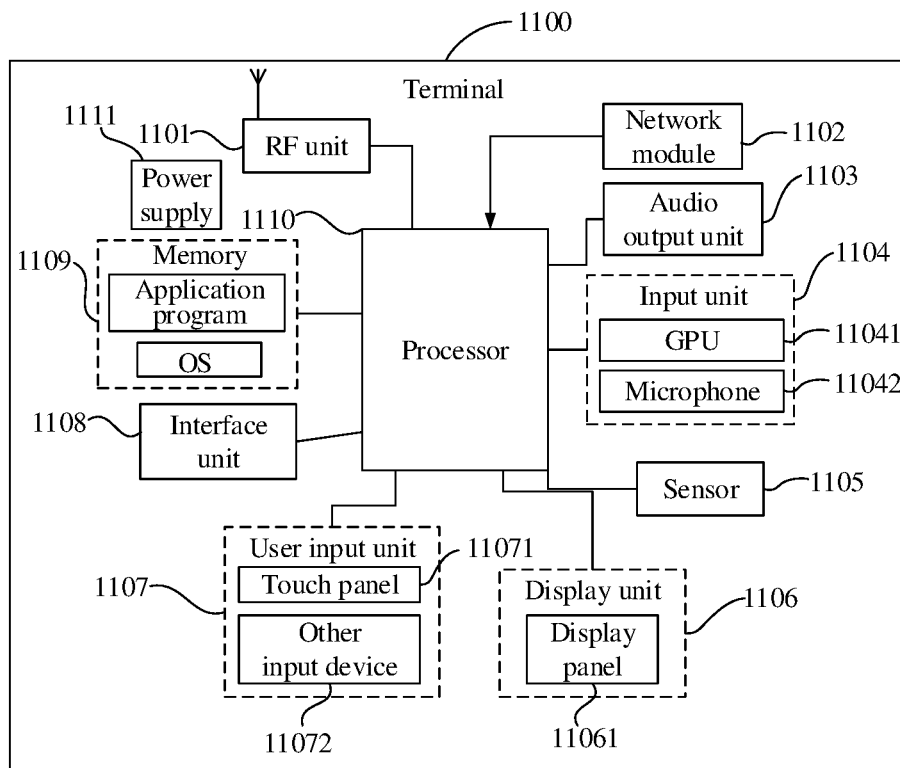 1100
Terminal
1111
1101
RF unit
Network
module
1102
Power
supply
1110
Audio
output unit
1103
1109
Memory
Application
program
OS
Processor
1104
Input unit
GPU
11041
Microphone
11042
1108
Interface
unit
Sensor
1105
User input unit
11071
1107
Touch panel
Other
input device
11072
Display unit
1106
Display
panel
11061